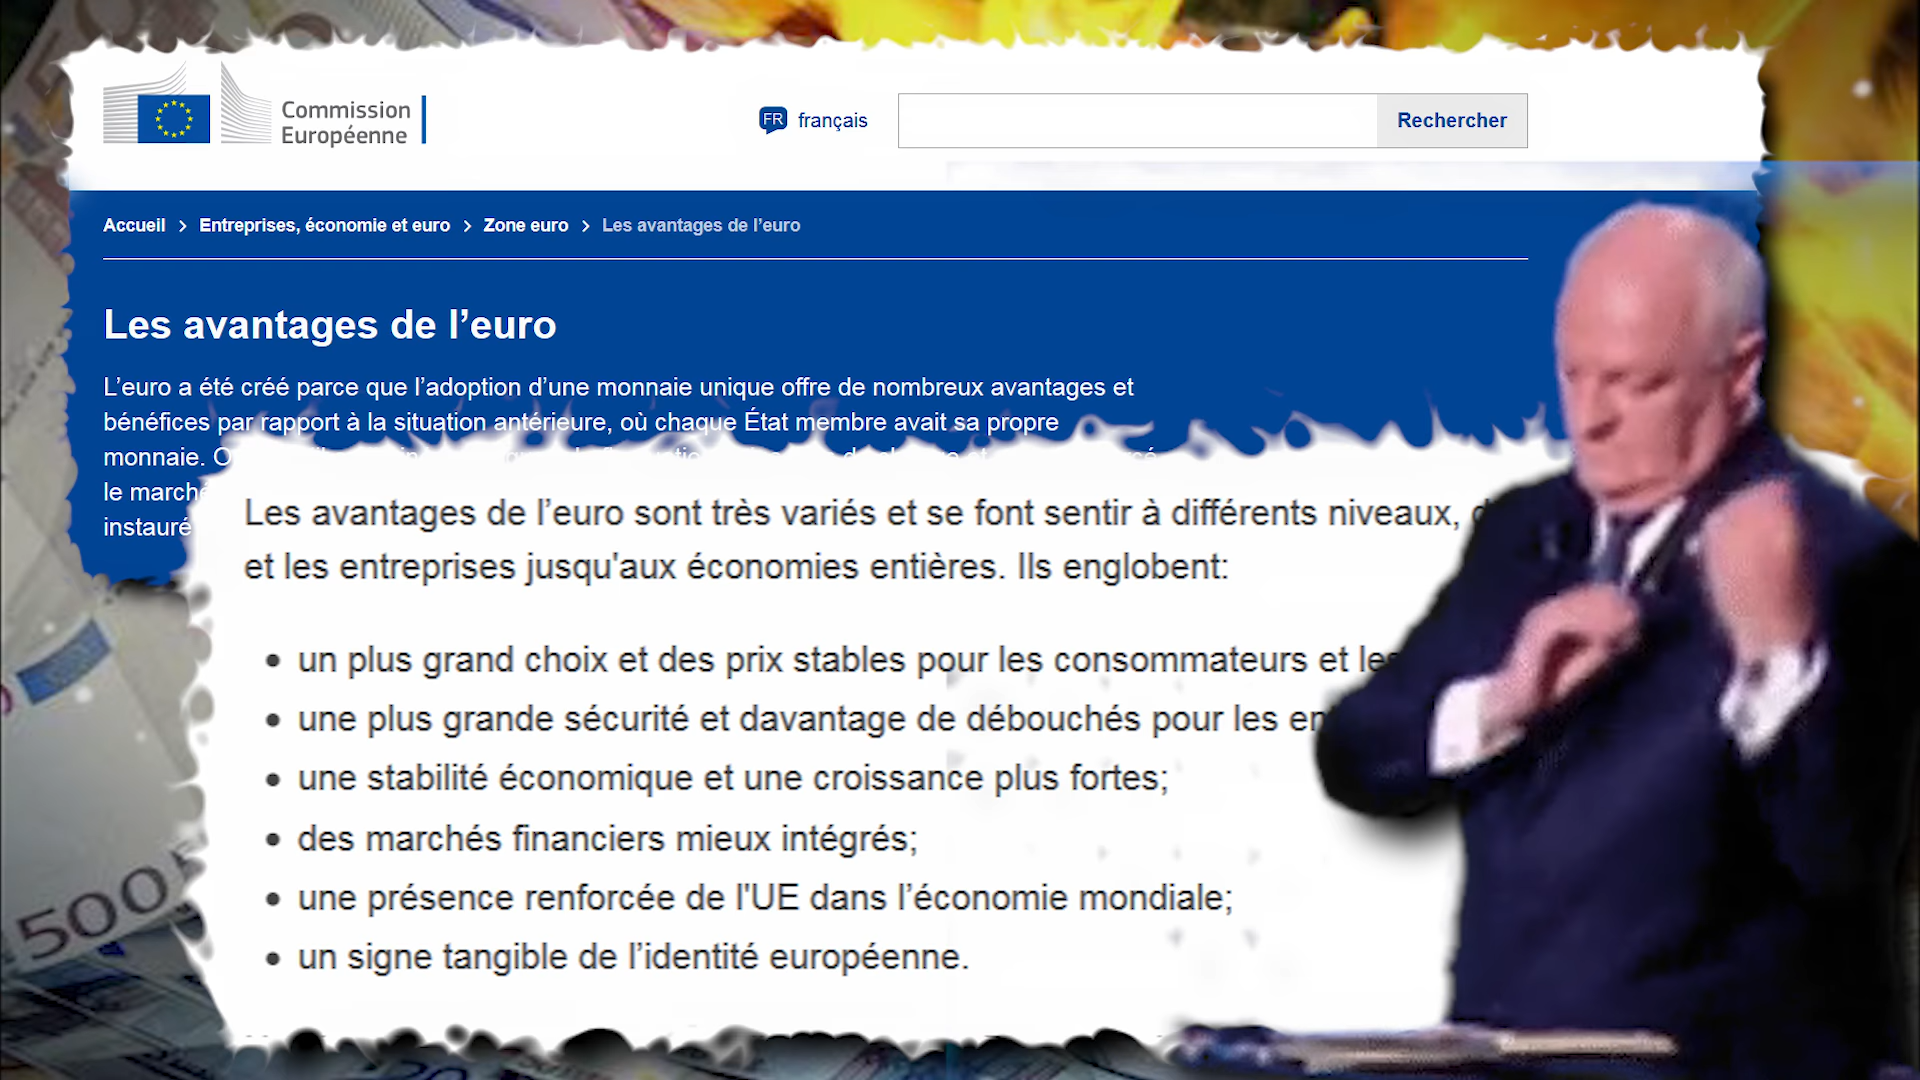 Commission
Européenne
FR français
Rechercher
Accueil > Entreprises, économie et euro > Zone euro > Les avantages de l’euro
Les avantages de l’euro
L’euro a été créé parce que l’adoption d’une monnaie unique offre de nombreux avantages et
bénéfices par rapport à la situation antérieure, où chaque État membre avait sa propre
monnaie.
le marché
instauré
Les avantages de l’euro sont très variés et se font sentir à différents niveaux,
et les entreprises jusqu'aux économies entières. Ils englobent:
• un plus grand choix et des prix stables pour les consommateurs et les
• une plus grande sécurité et davantage de débouchés pour les
• une stabilité économique et une croissance plus fortes;
• des marchés financiers mieux intégrés;
• une présence renforcée de l'UE dans l’économie mondiale;
• un signe tangible de l’identité européenne.
500
20